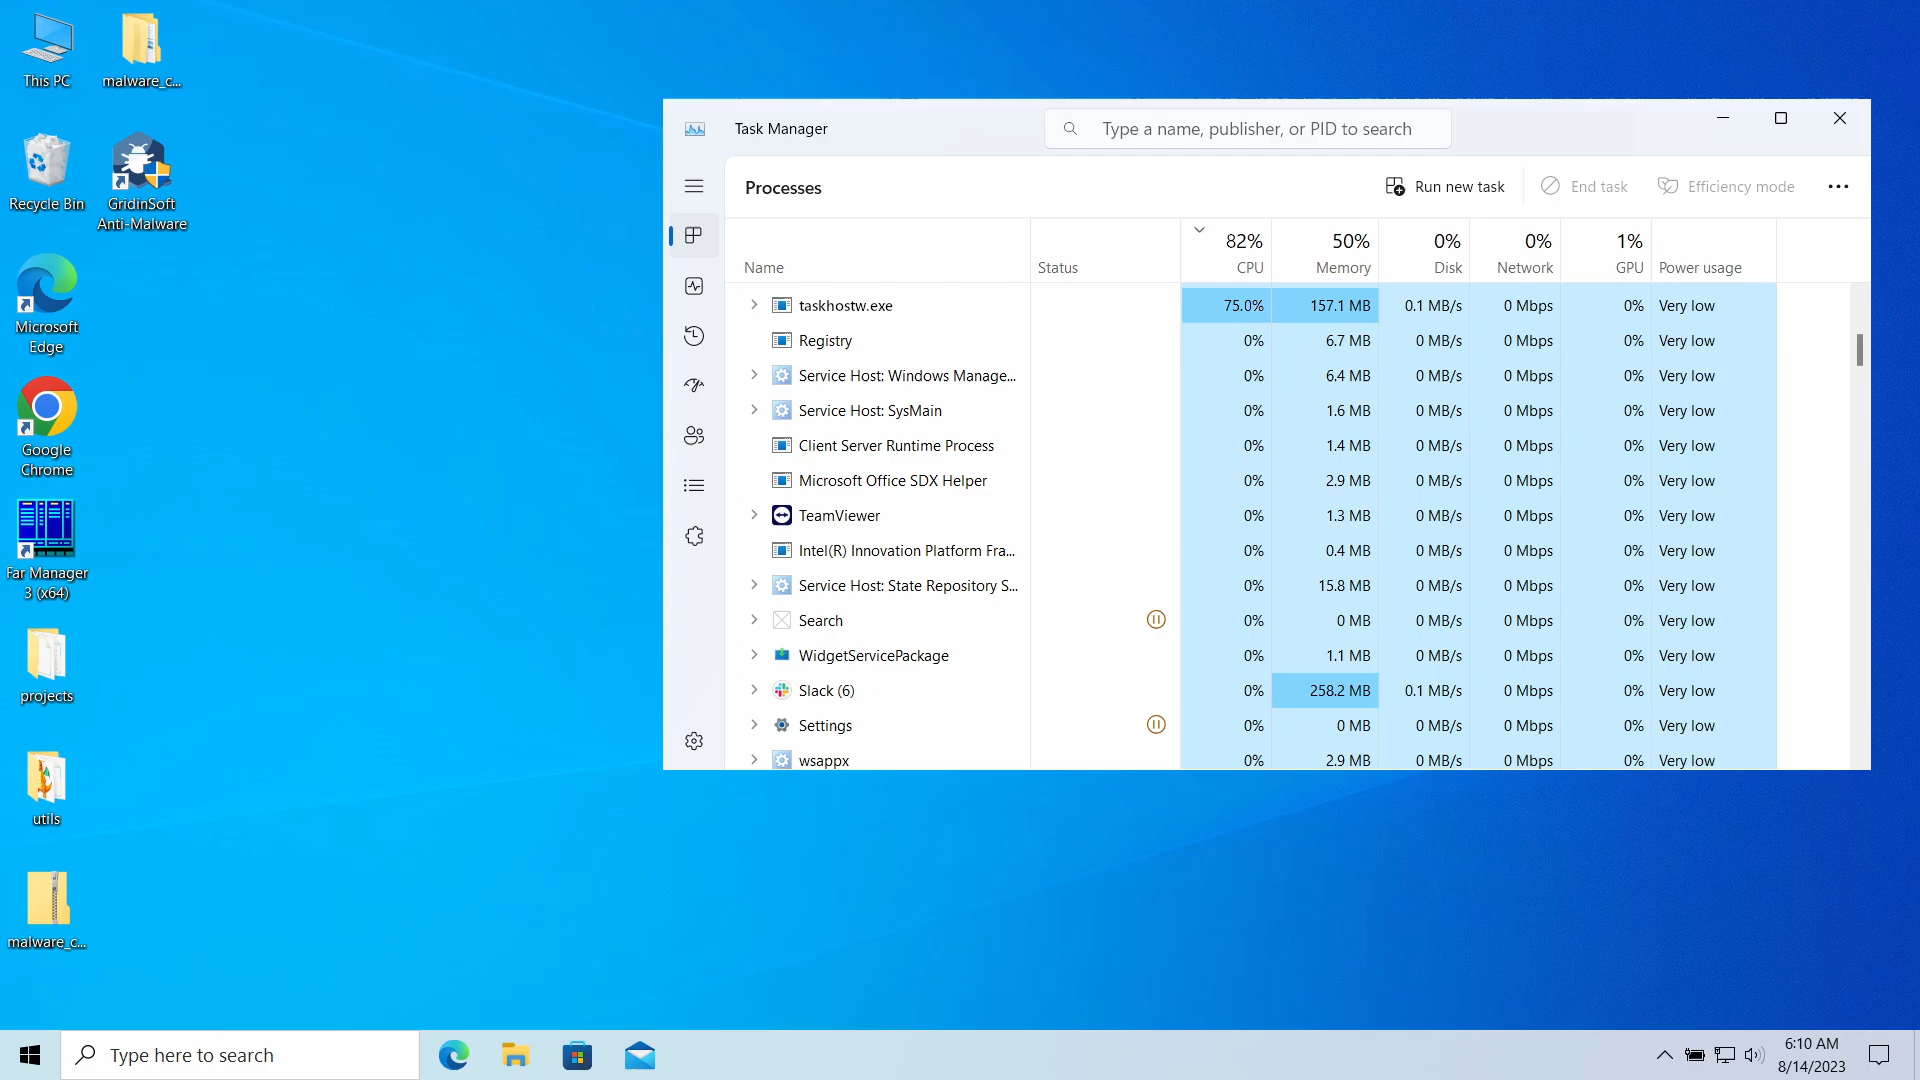 This PC
malware_c...
Recycle Bin
GridinSoft
Anti-Malware
Microsoft
Edge
Google
Chrome
Far Manager
3 (x64)
projects
utils
malware_c...
Task Manager
Type a name, publisher, or PID to search
Processes
Run new task
End task
Efficiency mode
82% 50% 0% 0% 1%
Name Status CPU Memory Disk Network GPU Power usage
taskhostw.exe 75.0% 157.1 MB 0.1 MB/s 0 Mbps 0% Very low
Registry 0% 6.7 MB 0 MB/s 0 Mbps 0% Very low
Service Host: Windows Manage... 0% 6.4 MB 0 MB/s 0 Mbps 0% Very low
Service Host: SysMain 0% 1.6 MB 0 MB/s 0 Mbps 0% Very low
Client Server Runtime Process 0% 1.4 MB 0 MB/s 0 Mbps 0% Very low
Microsoft Office SDX Helper 0% 2.9 MB 0 MB/s 0 Mbps 0% Very low
TeamViewer 0% 1.3 MB 0 MB/s 0 Mbps 0% Very low
Intel(R) Innovation Platform Fra... 0% 0.4 MB 0 MB/s 0 Mbps 0% Very low
Service Host: State Repository S... 0% 15.8 MB 0 MB/s 0 Mbps 0% Very low
Search 0% 0 MB 0 MB/s 0 Mbps 0% Very low
WidgetServicePackage 0% 1.1 MB 0 MB/s 0 Mbps 0% Very low
Slack (6) 0% 258.2 MB 0.1 MB/s 0 Mbps 0% Very low
Settings 0% 0 MB 0 MB/s 0 Mbps 0% Very low
wsappx 0% 2.9 MB 0 MB/s 0 Mbps 0% Very low
Type here to search
6:10 AM
8/14/2023